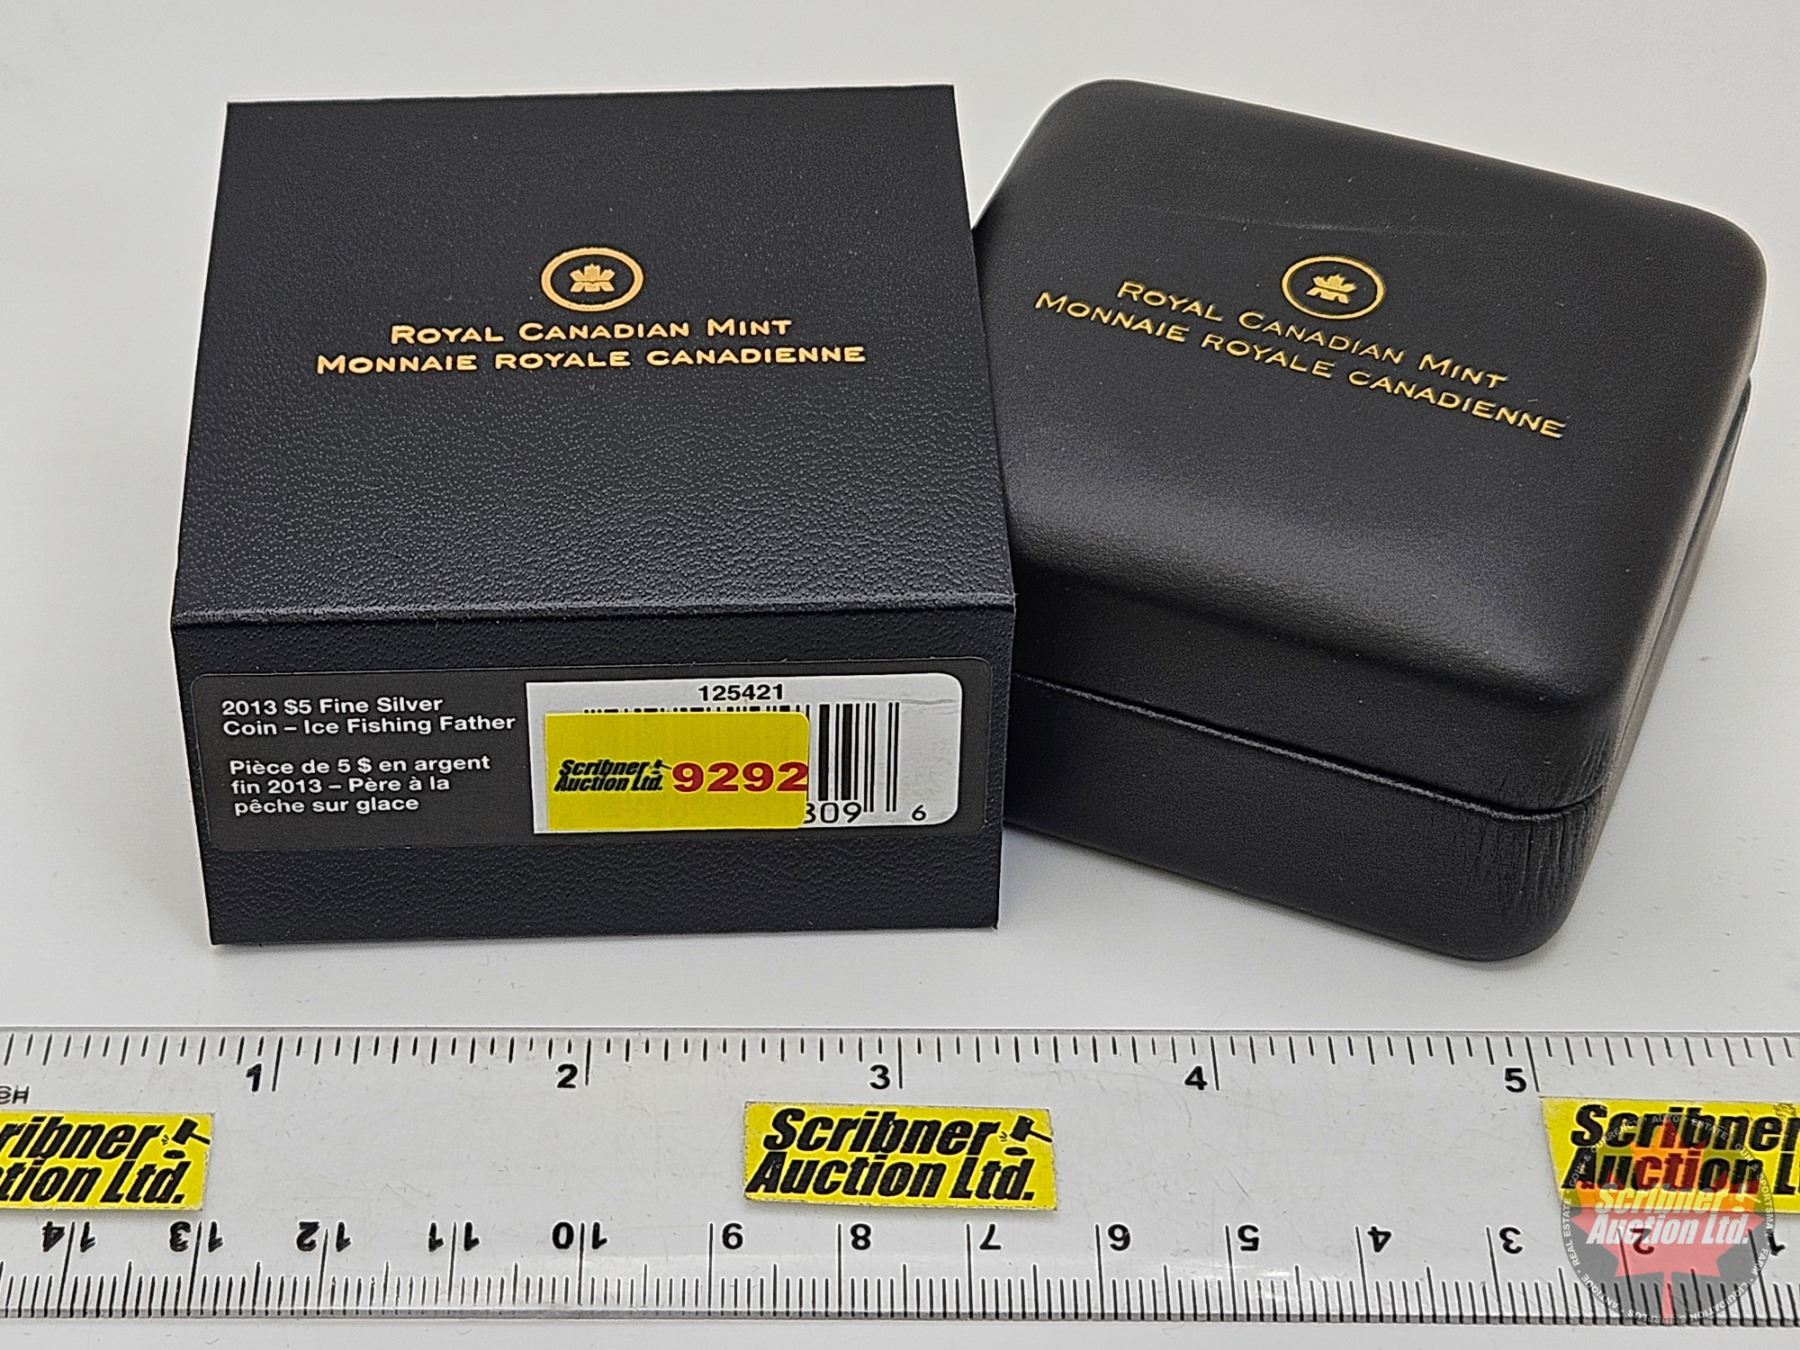 ROYAL CANADIAN MINT
MONNAIE ROYALE CANADIENNE
ROYAL CANADIAN MINT
MONNAIE ROYALE CANADIENNE
2013 $5 Fine Silver
Coin – Ice Fishing Father
Pièce de 5 $ en argent
fin 2013 – Père à la
pêche sur glace
125421
Scribner
Auction Ltd.
9292
309 6
1 2 3 4 5
ribner
tion Ltd.
Scribner
Auction Ltd.
Scribner
Auction
Scribner
Auction Ltd.
14 13 12 11 10 9 8 7 6 5 4 3 2 1